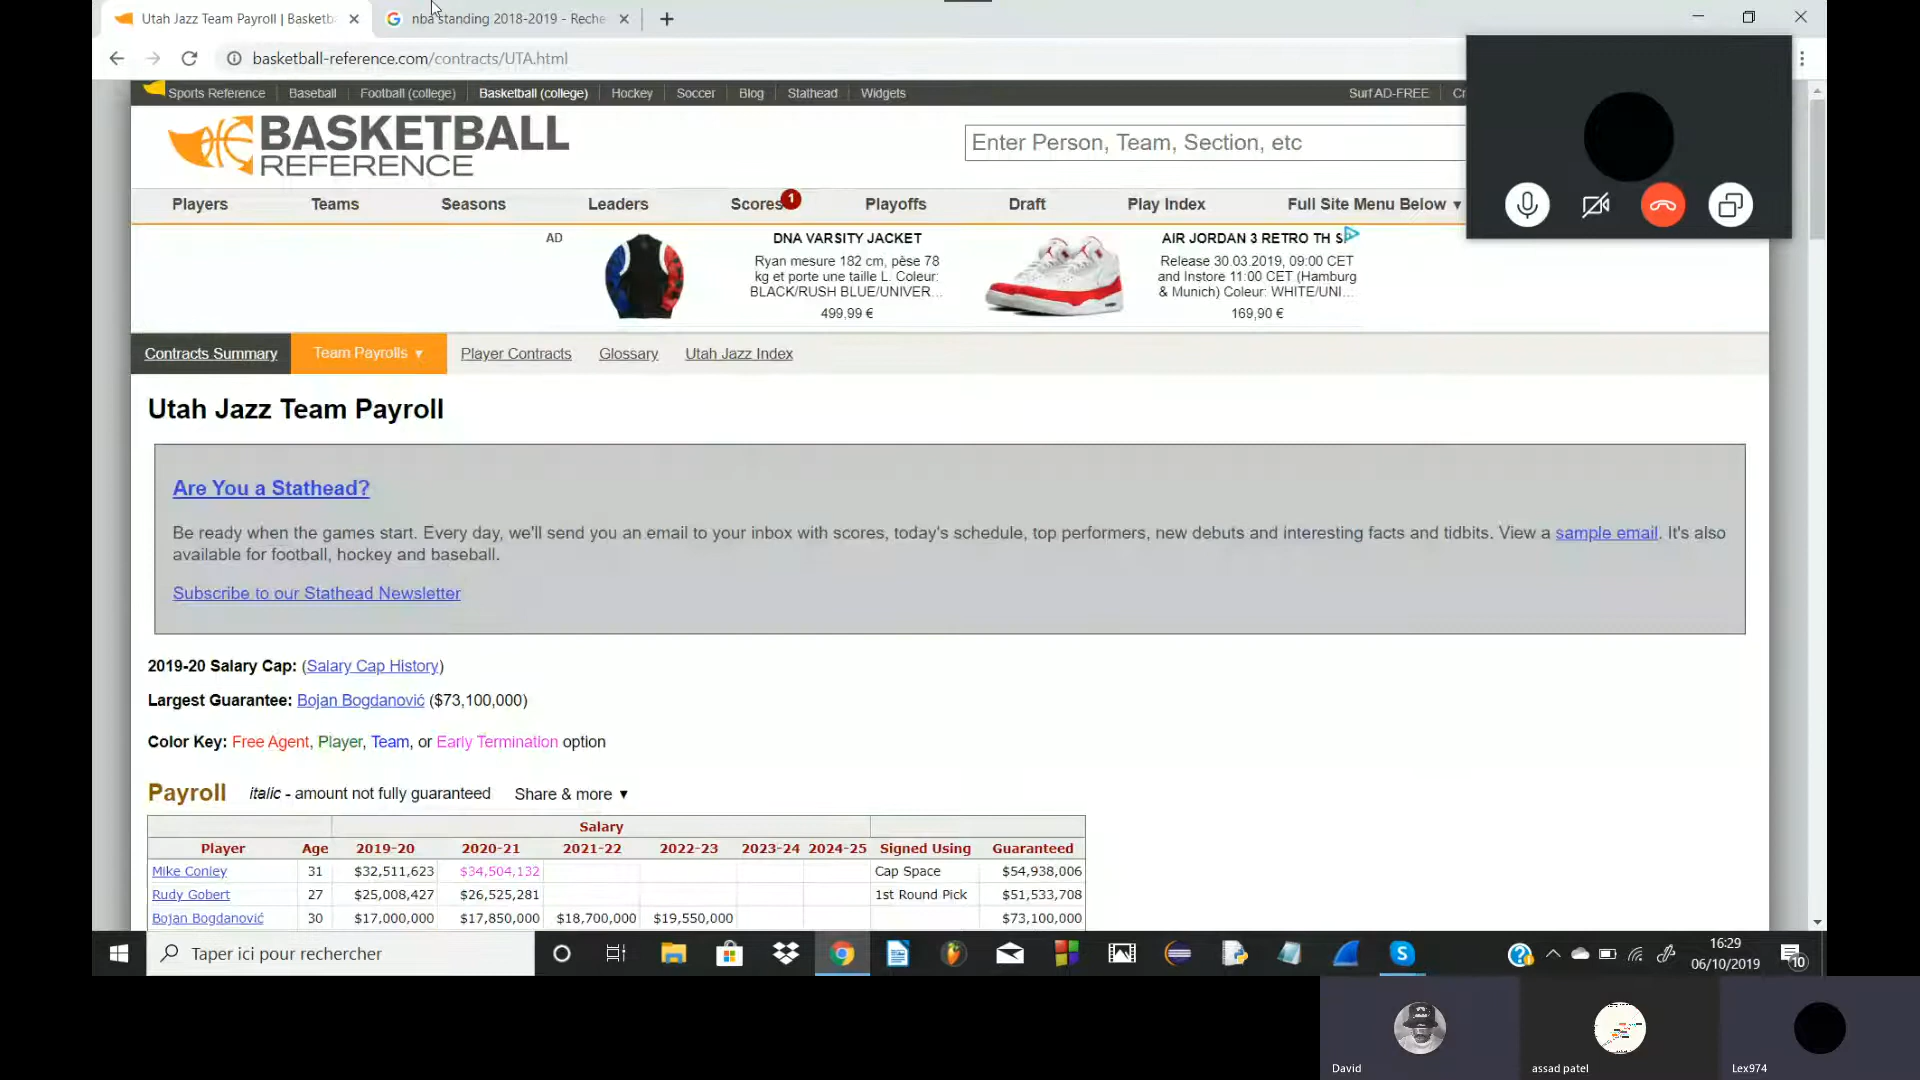 Utah Jazz Team Payroll | Basketb
nba standing 2018-2019 - Reche
basketball-reference.com/contracts/UTA.html
Sports Reference Baseball Football (college) Basketball (college) Hockey Soccer Blog Stathead Widgets Surf AD-FREE Cr
BASKETBALL
REFERENCE
Enter Person, Team, Section, etc
Players Teams Seasons Leaders Scores 1 Playoffs Draft Play Index Full Site Menu Below ▼
AD
DNA VARSITY JACKET
Ryan mesure 182 cm, pèse 78
kg et porte une taille L. Coleur:
BLACK/RUSH BLUE/UNIVER...
499,99 €
AIR JORDAN 3 RETRO TH S
Release 30.03.2019, 09:00 CET
and Instore 11:00 CET (Hamburg
& Munich) Coleur: WHITE/UNI...
169,90 €
Contracts Summary Team Payrolls ▼ Player Contracts Glossary Utah Jazz Index
Utah Jazz Team Payroll
Are You a Stathead?
Be ready when the games start. Every day, we'll send you an email to your inbox with scores, today's schedule, top performers, new debuts and interesting facts and tidbits. View a sample email. It's also
available for football, hockey and baseball.
Subscribe to our Stathead Newsletter
2019-20 Salary Cap: (Salary Cap History)
Largest Guarantee: Bojan Bogdanović ($73,100,000)
Color Key: Free Agent, Player, Team, or Early Termination option
Payroll italic - amount not fully guaranteed Share & more ▼
Salary
Player Age 2019-20 2020-21 2021-22 2022-23 2023-24 2024-25 Signed Using Guaranteed
Mike Conley 31 $32,511,623 $34,504,132 Cap Space $54,938,006
Rudy Gobert 27 $25,008,427 $26,525,281 1st Round Pick $51,533,708
Bojan Bogdanović 30 $17,000,000 $17,850,000 $18,700,000 $19,550,000 $73,100,000
Taper ici pour rechercher
16:29
06/10/2019
10
David
assad patel
Lex974